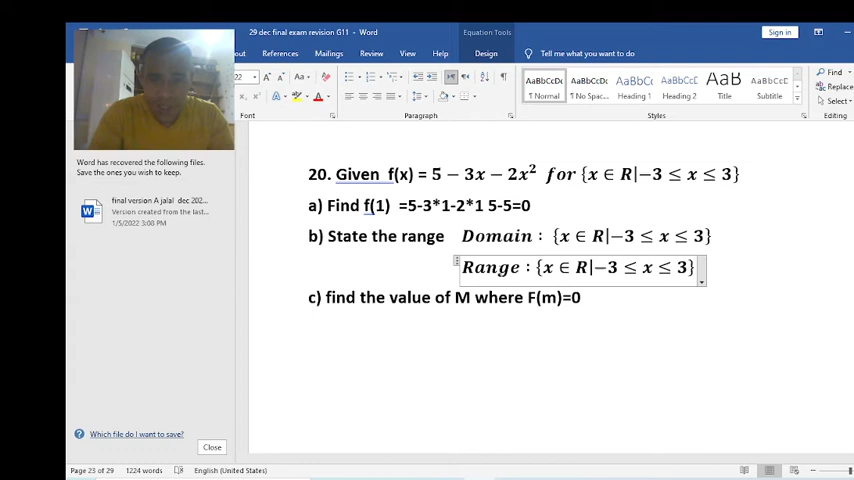 29 dec final exam revision G11 - Word
Equation Tools
Sign in
References Mailings Review View Help Design Tell me what you want to do
22
Aa
AaBbCcDc AaBbCcDc AaBbCc AaBbCcC AaB AaBbCcD
¶ Normal ¶ No Spac... Heading 1 Heading 2 Title Subtitle
Find
Replace
Select
Font Paragraph Styles Editing
Word has recovered the following files.
Save the ones you wish to keep.
final version A jalal dec 202...
Version created from the last...
1/5/2022 3:08 PM
20. Given f(x) = 5 − 3x − 2x² for {x ∈ R|−3 ≤ x ≤ 3}
a) Find f(1) =5-3*1-2*1 5-5=0
b) State the range Domain : {x ∈ R|−3 ≤ x ≤ 3}
Range : {x ∈ R|−3 ≤ x ≤ 3}
c) find the value of M where F(m)=0
Which file do I want to save?
Close
Page 23 of 29 1224 words English (United States)